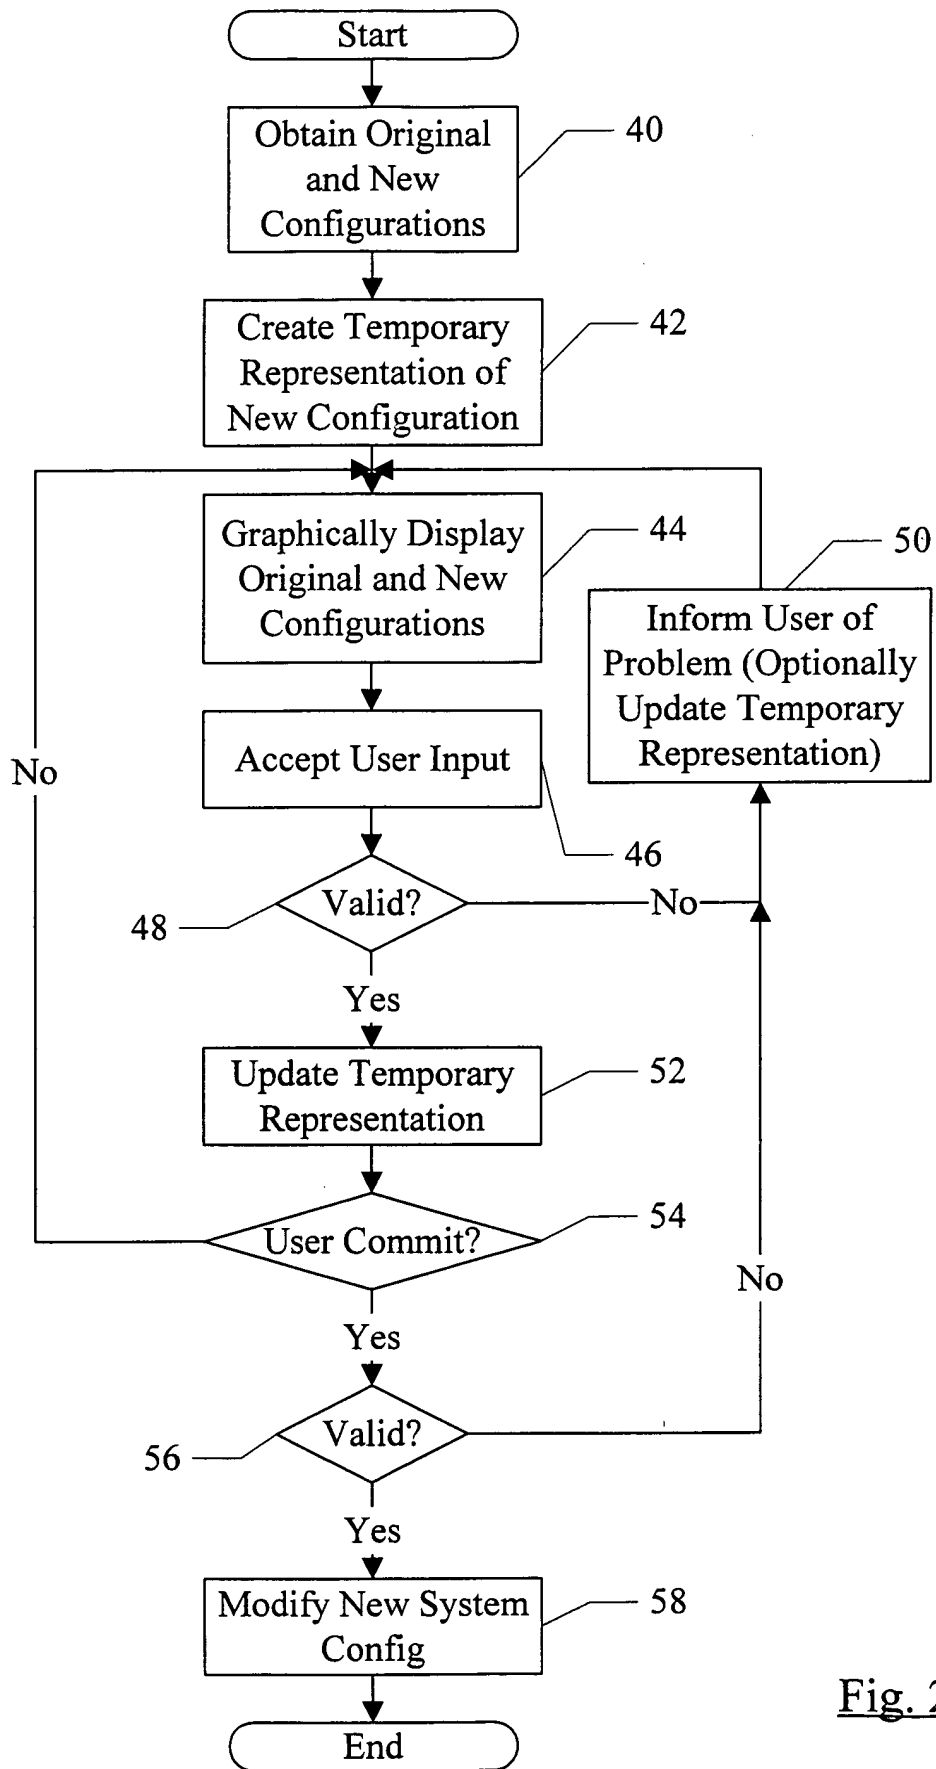 Start
Obtain Original
and New
Configurations
40
Create Temporary
Representation of
New Configuration
42
Graphically Display
Original and New
Configurations
44
50
Inform User of
Problem (Optionally
Update Temporary
Representation)
Accept User Input
No
46
Valid?
No
48
Yes
Update Temporary
Representation
52
User Commit?
54
No
Yes
Valid?
56
Yes
Modify New System
Config
58
Fig. 2
End